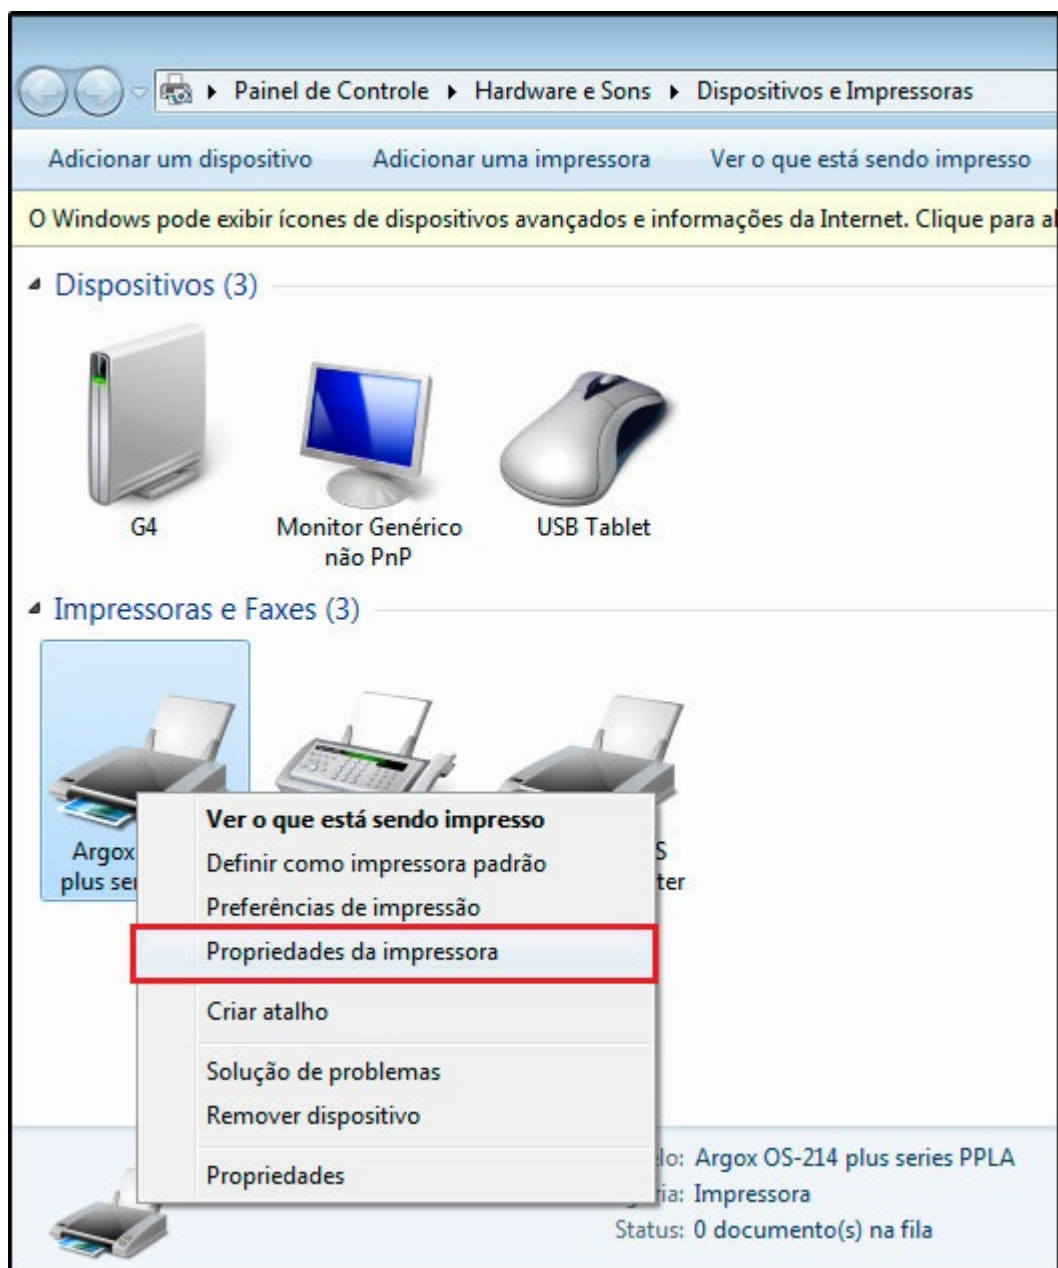 Painel de Controle Hardware e Sons Dispositivos e Impressoras
Adicionar um dispositivo Adicionar uma impressora Ver o que está sendo impresso
O Windows pode exibir ícones de dispositivos avançados e informações da Internet. Clique para
Dispositivos (3)
G4
Monitor Genérico
não PnP
USB Tablet
Impressoras e Faxes (3)
Argox
plus
Ver o que está sendo impresso
Definir como impressora padrão
Preferências de impressão
Propriedades da impressora
Criar atalho
Solução de problemas
Remover dispositivo
Propriedades
Argox OS-214 plus series PPLA
Impressora
Status: 0 documento(s) na fila